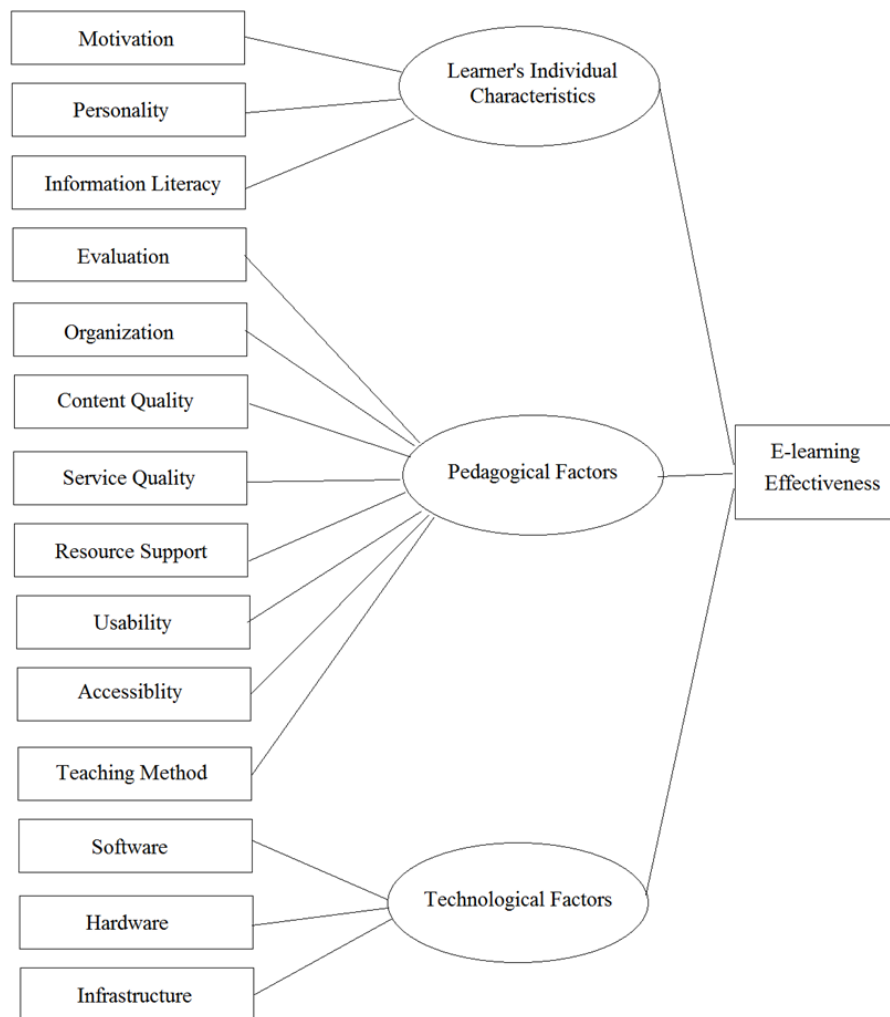 Motivation
Personality
Information Literacy
Evaluation
Organization
Content Quality
Service Quality
Resource Support
Usability
Accessiblity
Teaching Method
Software
Hardware
Infrastructure
Learner's Individual
Characteristics
Pedagogical Factors
Technological Factors
E-learning
Effectiveness